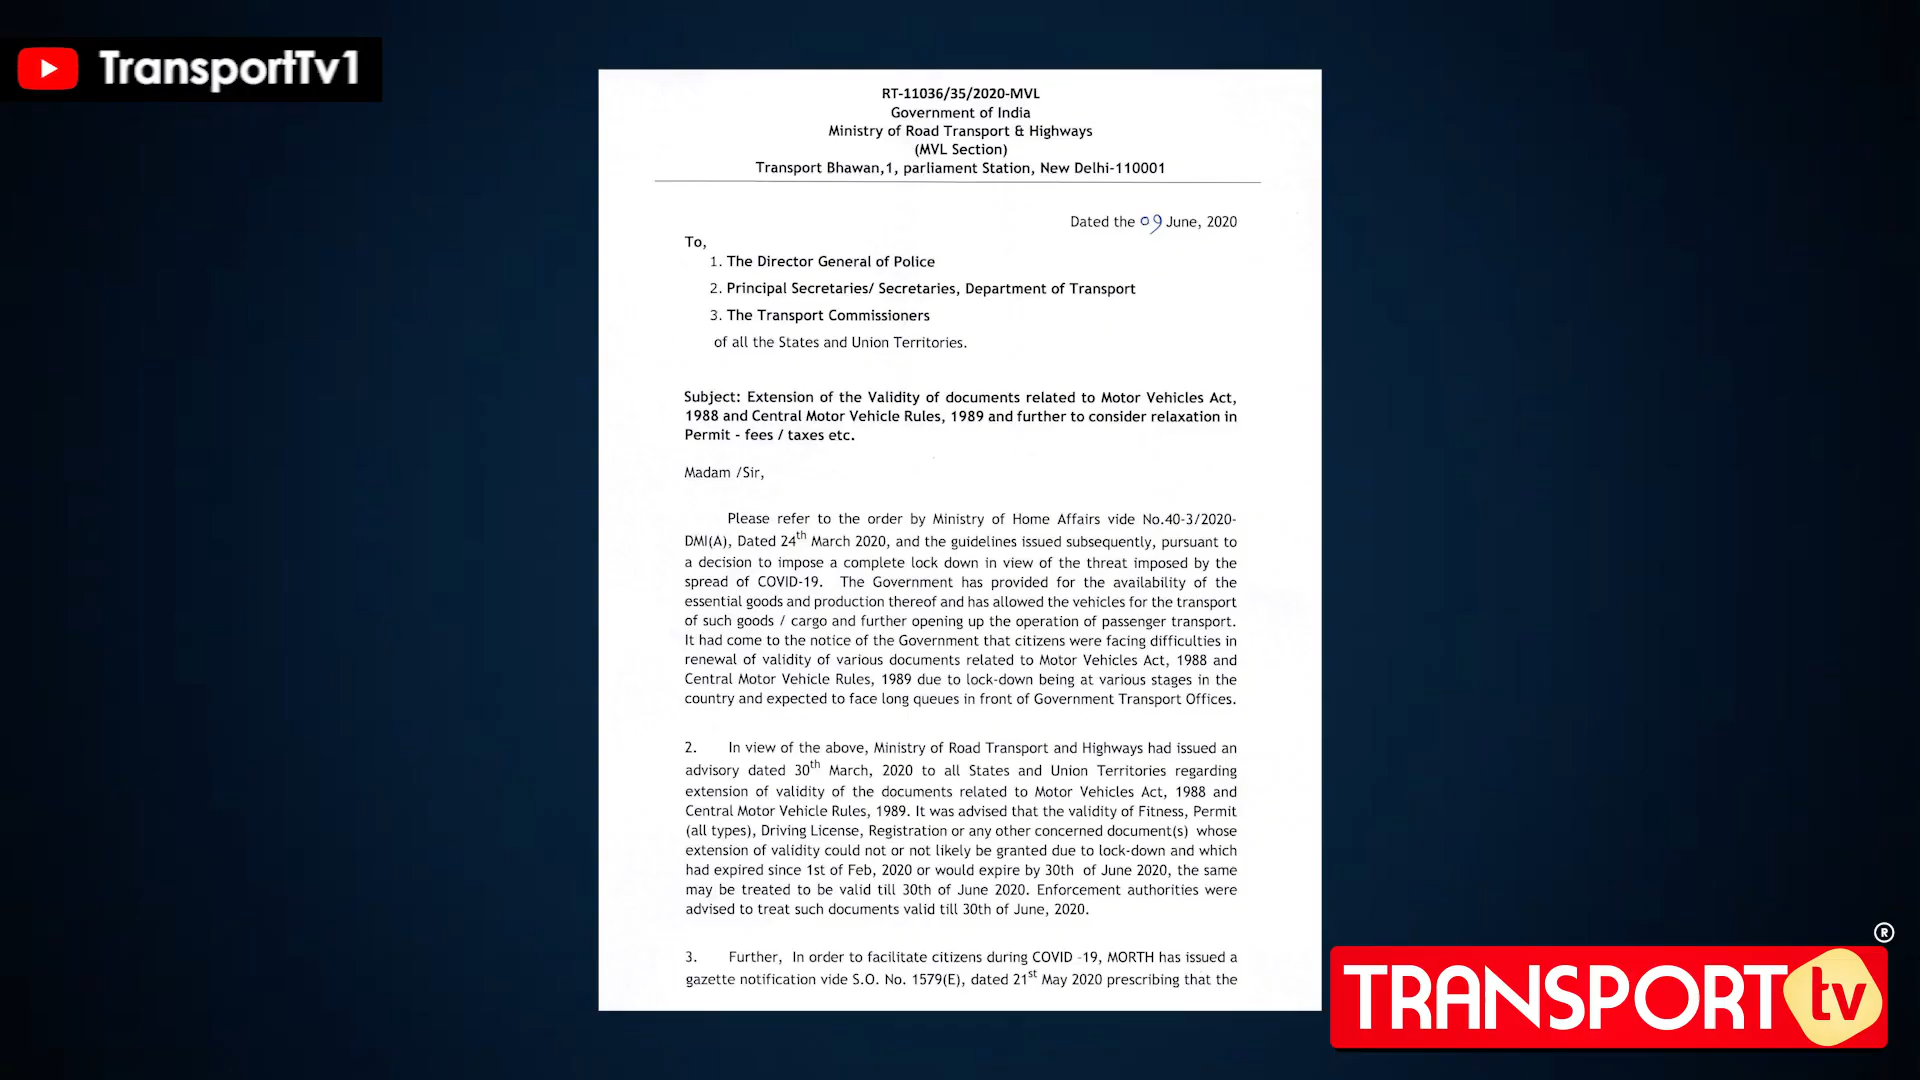 TransportTv1
RT-11036/35/2020-MVL
Government of India
Ministry of Road Transport & Highways
(MVL Section)
Transport Bhawan,1, parliament Station, New Delhi-110001
Dated the 09 June, 2020
To,
1. The Director General of Police
2. Principal Secretaries/ Secretaries, Department of Transport
3. The Transport Commissioners
of all the States and Union Territories.
Subject: Extension of the Validity of documents related to Motor Vehicles Act,
1988 and Central Motor Vehicle Rules, 1989 and further to consider relaxation in
Permit - fees / taxes etc.
Madam /Sir,
Please refer to the order by Ministry of Home Affairs vide No.40-3/2020-
DMI(A), Dated 24th March 2020, and the guidelines issued subsequently, pursuant to
a decision to impose a complete lock down in view of the threat imposed by the
spread of COVID-19. The Government has provided for the availability of the
essential goods and production thereof and has allowed the vehicles for the transport
of such goods / cargo and further opening up the operation of passenger transport.
It had come to the notice of the Government that citizens were facing difficulties in
renewal of validity of various documents related to Motor Vehicles Act, 1988 and
Central Motor Vehicle Rules, 1989 due to lock-down being at various stages in the
country and expected to face long queues in front of Government Transport Offices.
2. In view of the above, Ministry of Road Transport and Highways had issued an
advisory dated 30th March, 2020 to all States and Union Territories regarding
extension of validity of the documents related to Motor Vehicles Act, 1988 and
Central Motor Vehicle Rules, 1989. It was advised that the validity of Fitness, Permit
(all types), Driving License, Registration or any other concerned document(s) whose
extension of validity could not or not likely be granted due to lock-down and which
had expired since 1st of Feb, 2020 or would expire by 30th of June 2020, the same
may be treated to be valid till 30th of June 2020. Enforcement authorities were
advised to treat such documents valid till 30th of June, 2020.
3. Further, In order to facilitate citizens during COVID -19, MORTH has issued a
gazette notification vide S.O. No. 1579(E), dated 21st May 2020 prescribing that the
®
TRANSPORT tv